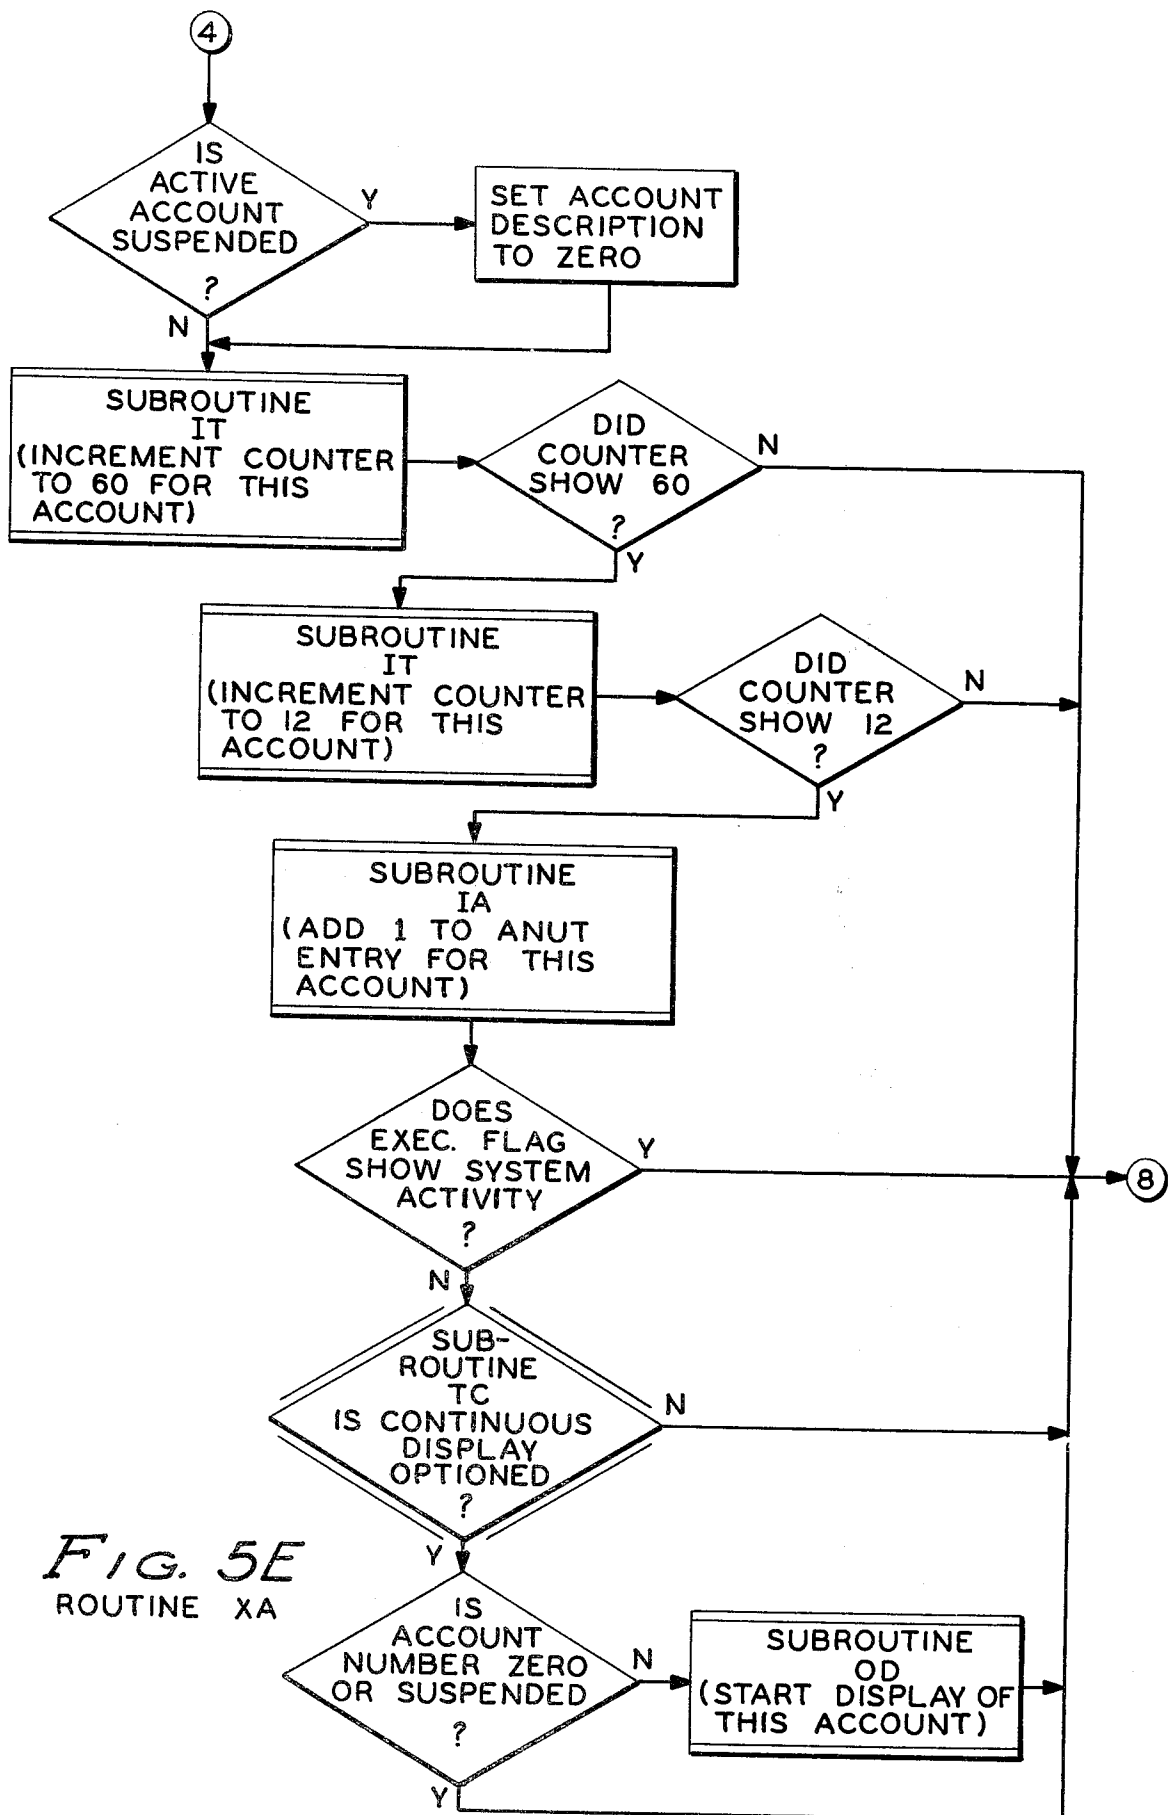 4
IS
ACTIVE
ACCOUNT
SUSPENDED
?
Y
SET ACCOUNT
DESCRIPTION
TO ZERO
N
SUBROUTINE
IT
(INCREMENT COUNTER
TO 60 FOR THIS
ACCOUNT)
DID
COUNTER
SHOW 60
?
N
Y
SUBROUTINE
IT
(INCREMENT COUNTER
TO 12 FOR THIS
ACCOUNT)
DID
COUNTER
SHOW 12
?
N
Y
SUBROUTINE
IA
(ADD 1 TO ANUT
ENTRY FOR THIS
ACCOUNT)
DOES
EXEC. FLAG
SHOW SYSTEM
ACTIVITY
?
Y
8
N
SUB-
ROUTINE
TC
IS CONTINUOUS
DISPLAY
OPTIONED
?
N
Y
FIG. 5E
ROUTINE XA
IS
ACCOUNT
NUMBER ZERO
OR SUSPENDED
?
N
SUBROUTINE
OD
(START DISPLAY OF
THIS ACCOUNT)
Y